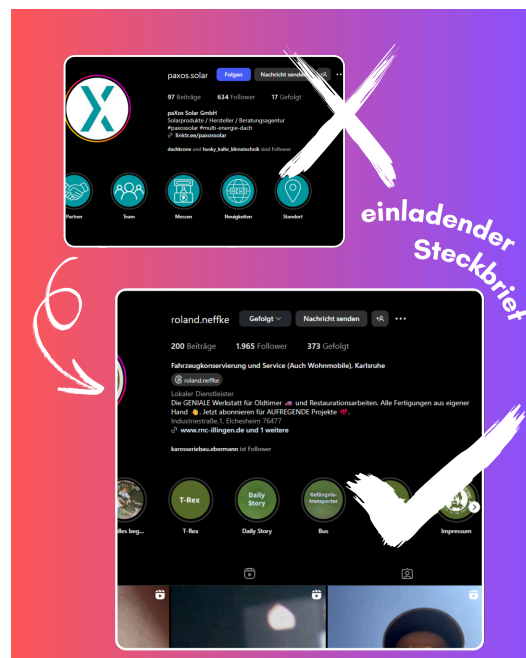 paxos.solar Folgen Nachricht senden
97 Beiträge 634 Follower 17 Gefolgt
paXos Solar GmbH
Solarprodukte / Hersteller / Beratungsagentur
#paxossolar #multi-energie-dach
linktr.ee/paxossolar
dachkrone und husky_kalte_klimatechnik sind Follower
Partner Team Messen Neuigkeiten Standort
einladender
Steckbrief
roland.neffke Gefolgt Nachricht senden
200 Beiträge 1.965 Follower 373 Gefolgt
Fahrzeugkonservierung und Service (Auch Wohnmobile), Karlsruhe
roland.neffke
Lokaler Dienstleister
Die GENIALE Werkstatt für Oldtimer 🚘 und Restaurationsarbeiten. Alle Fertigungen aus eigener
Hand 👌. Jetzt abonnieren für AUFREGENDE Projekte ❤️.
Industriestraße.1, Elchesheim 76477
www.rnc-illingen.de und 1 weitere
karosseriebau.ebermann ist Follower
T-Rex Daily Story Gefängnis-transporter
alles beg... T-Rex Daily Story Bus Impressum